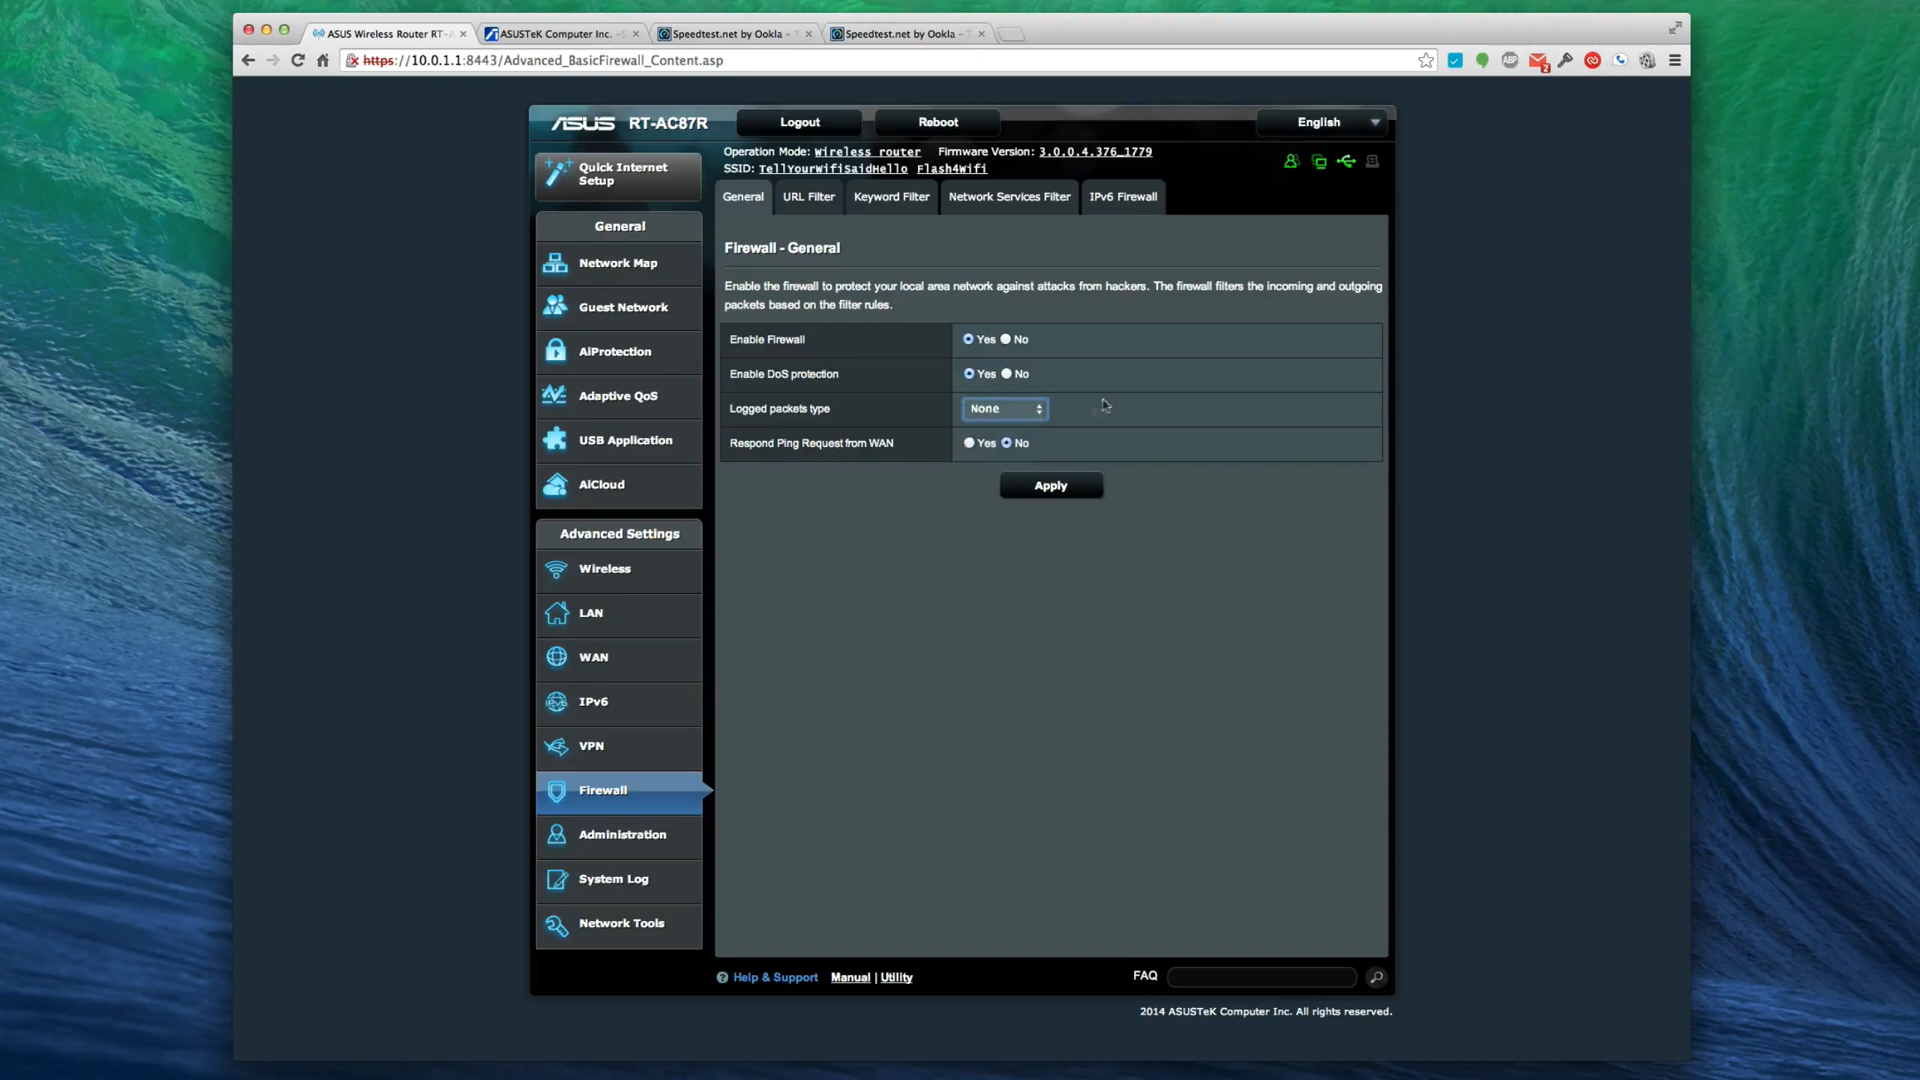 ASUS Wireless Router RT-A
ASUSTeK Computer Inc. -
Speedtest.net by Ookla - T
Speedtest.net by Ookla - T
https://10.0.1.1:8443/Advanced_BasicFirewall_Content.asp
ABP
2
ASUS RT-AC87R
Logout
Reboot
English
Operation Mode: Wireless router Firmware Version: 3.0.0.4.376_1779
SSID: TellYourWifiSaidHello Flash4Wifi
Quick Internet
Setup
General
URL Filter
Keyword Filter
Network Services Filter
IPv6 Firewall
General
Network Map
Guest Network
AiProtection
Adaptive QoS
USB Application
AiCloud
Advanced Settings
Wireless
LAN
WAN
IPv6
IPv6
VPN
Firewall
Administration
System Log
Network Tools
Firewall - General
Enable the firewall to protect your local area network against attacks from hackers. The firewall filters the incoming and outgoing
packets based on the filter rules.
Enable Firewall Yes No
Enable DoS protection Yes No
Logged packets type None
Respond Ping Request from WAN Yes No
Apply
Help & Support Manual | Utility
FAQ
2014 ASUSTeK Computer Inc. All rights reserved.